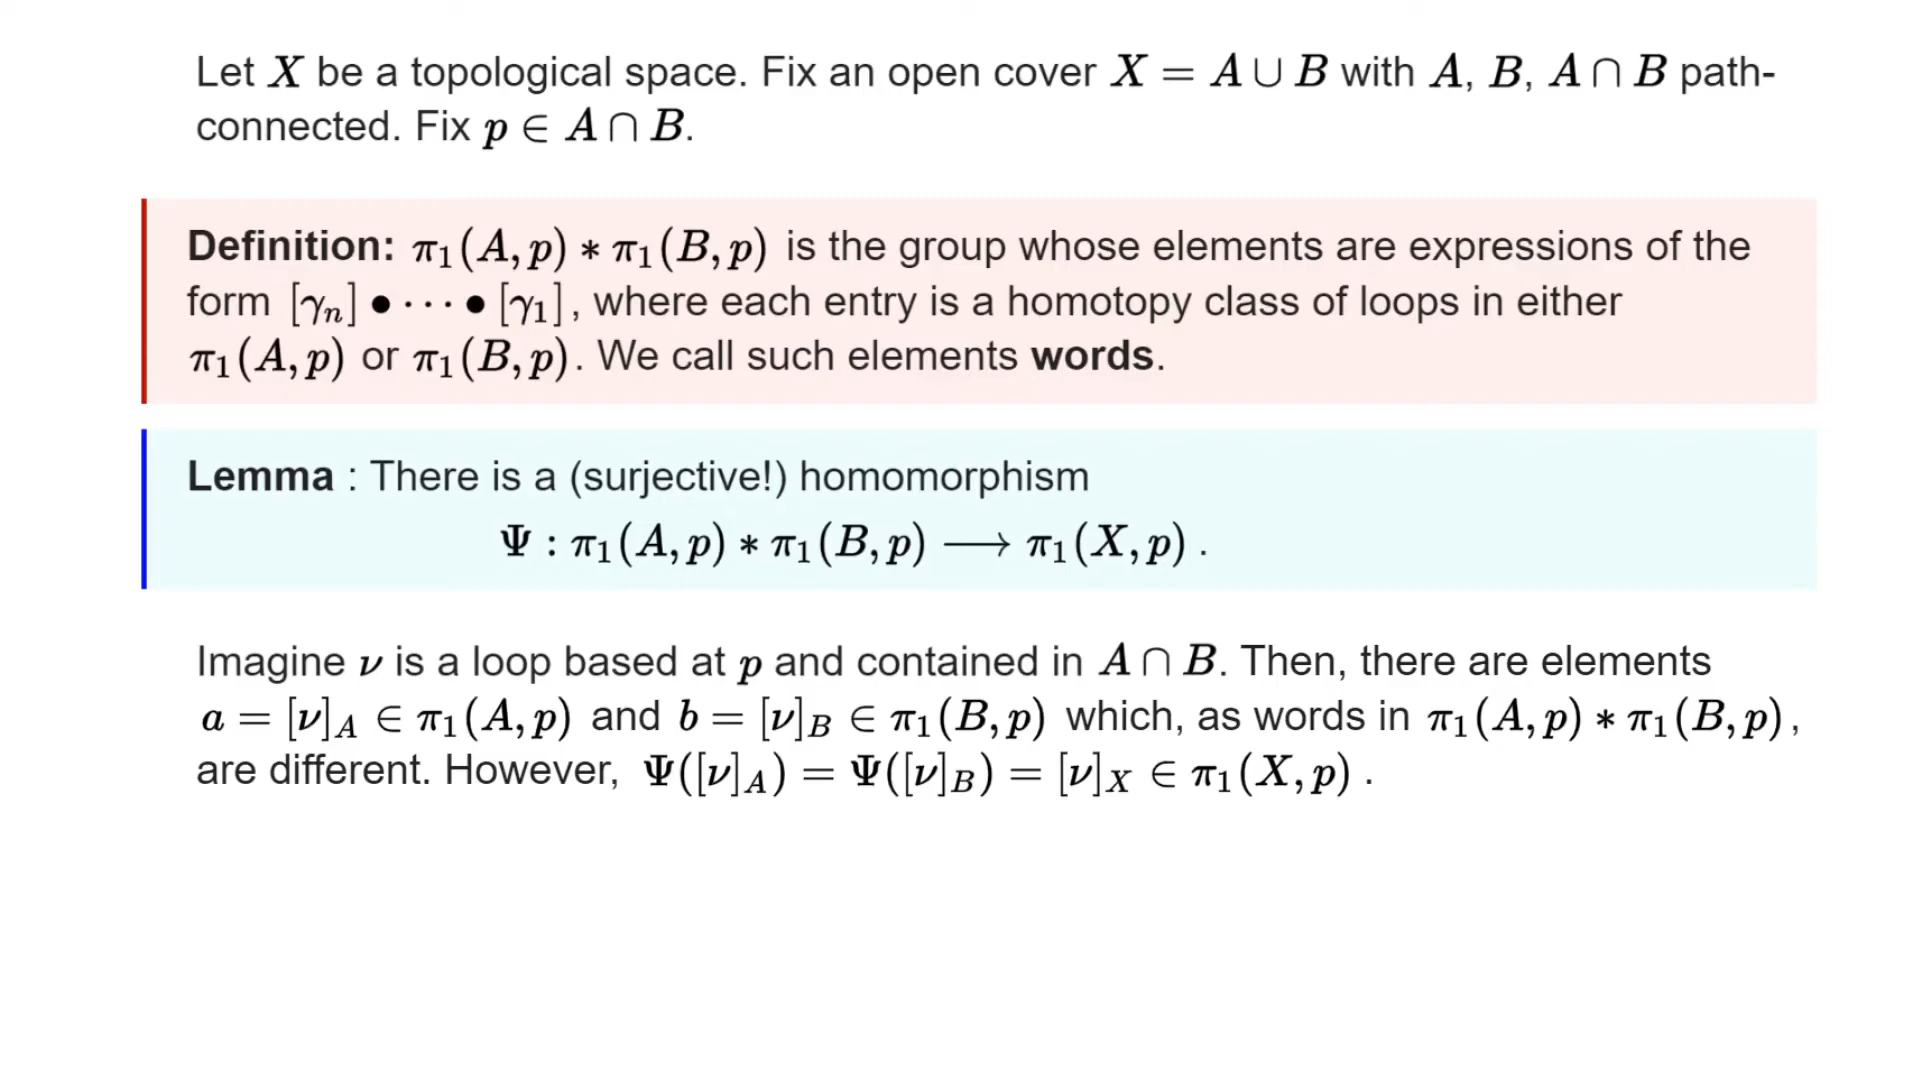 Let X be a topological space. Fix an open cover X = A ∪ B with A, B, A ∩ B path-
connected. Fix p ∈ A ∩ B.
Definition: π₁(A, p) ∗ π₁(B, p) is the group whose elements are expressions of the
form [γₙ] • ⋯ • [γ₁], where each entry is a homotopy class of loops in either
π₁(A, p) or π₁(B, p). We call such elements words.
Lemma : There is a (surjective!) homomorphism
Ψ : π₁(A, p) ∗ π₁(B, p) ⟶ π₁(X, p) .
Imagine ν is a loop based at p and contained in A ∩ B. Then, there are elements
a = [ν]_A ∈ π₁(A, p) and b = [ν]_B ∈ π₁(B, p) which, as words in π₁(A, p) ∗ π₁(B, p),
are different. However, Ψ([ν]_A) = Ψ([ν]_B) = [ν]_X ∈ π₁(X, p) .